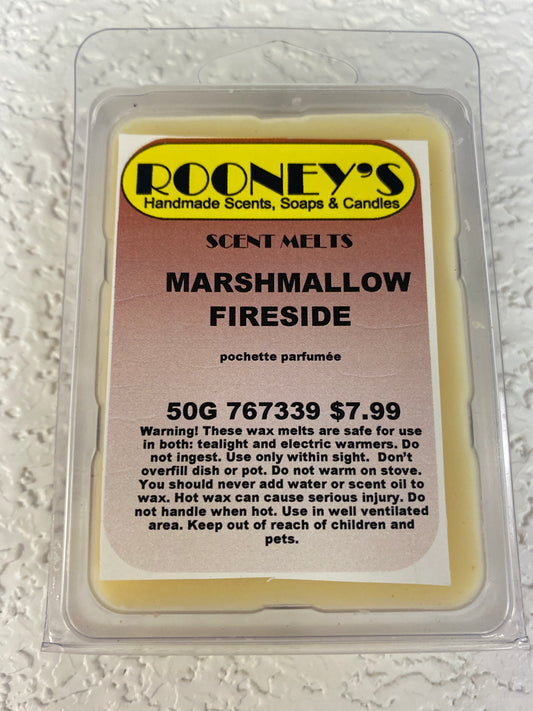 ROONEY'S
Handmade Scents, Soaps & Candles
SCENT MELTS
MARSHMALLOW
FIRESIDE
pochette parfumée
50G 767339 $7.99
Warning! These wax melts are safe for use
in both: tealight and electric warmers. Do
not ingest. Use only within sight. Don't
overfill dish or pot. Do not warm on stove.
You should never add water or scent oil to
wax. Hot wax can cause serious injury. Do
not handle when hot. Use in well ventilated
area. Keep out of reach of children and
pets.